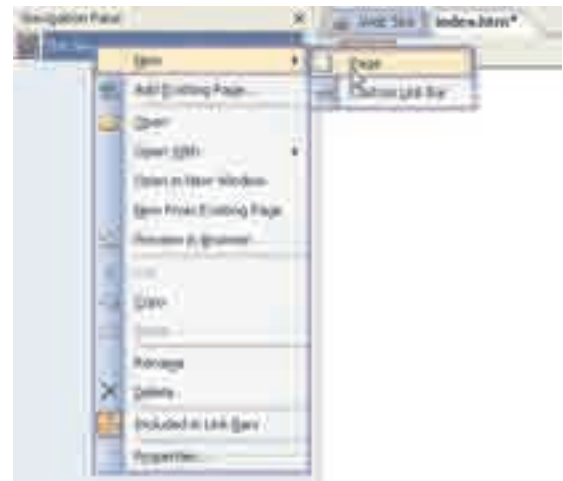 Navigation Pane
Web Site index.htm*
New
Page
Add Existing Page...
Custom Link Bar
Open
Open With
Open in New Window
New From Existing Page
Preview in Browser
Cut
Copy
Rename
Delete
Included in Link Bars
Properties...